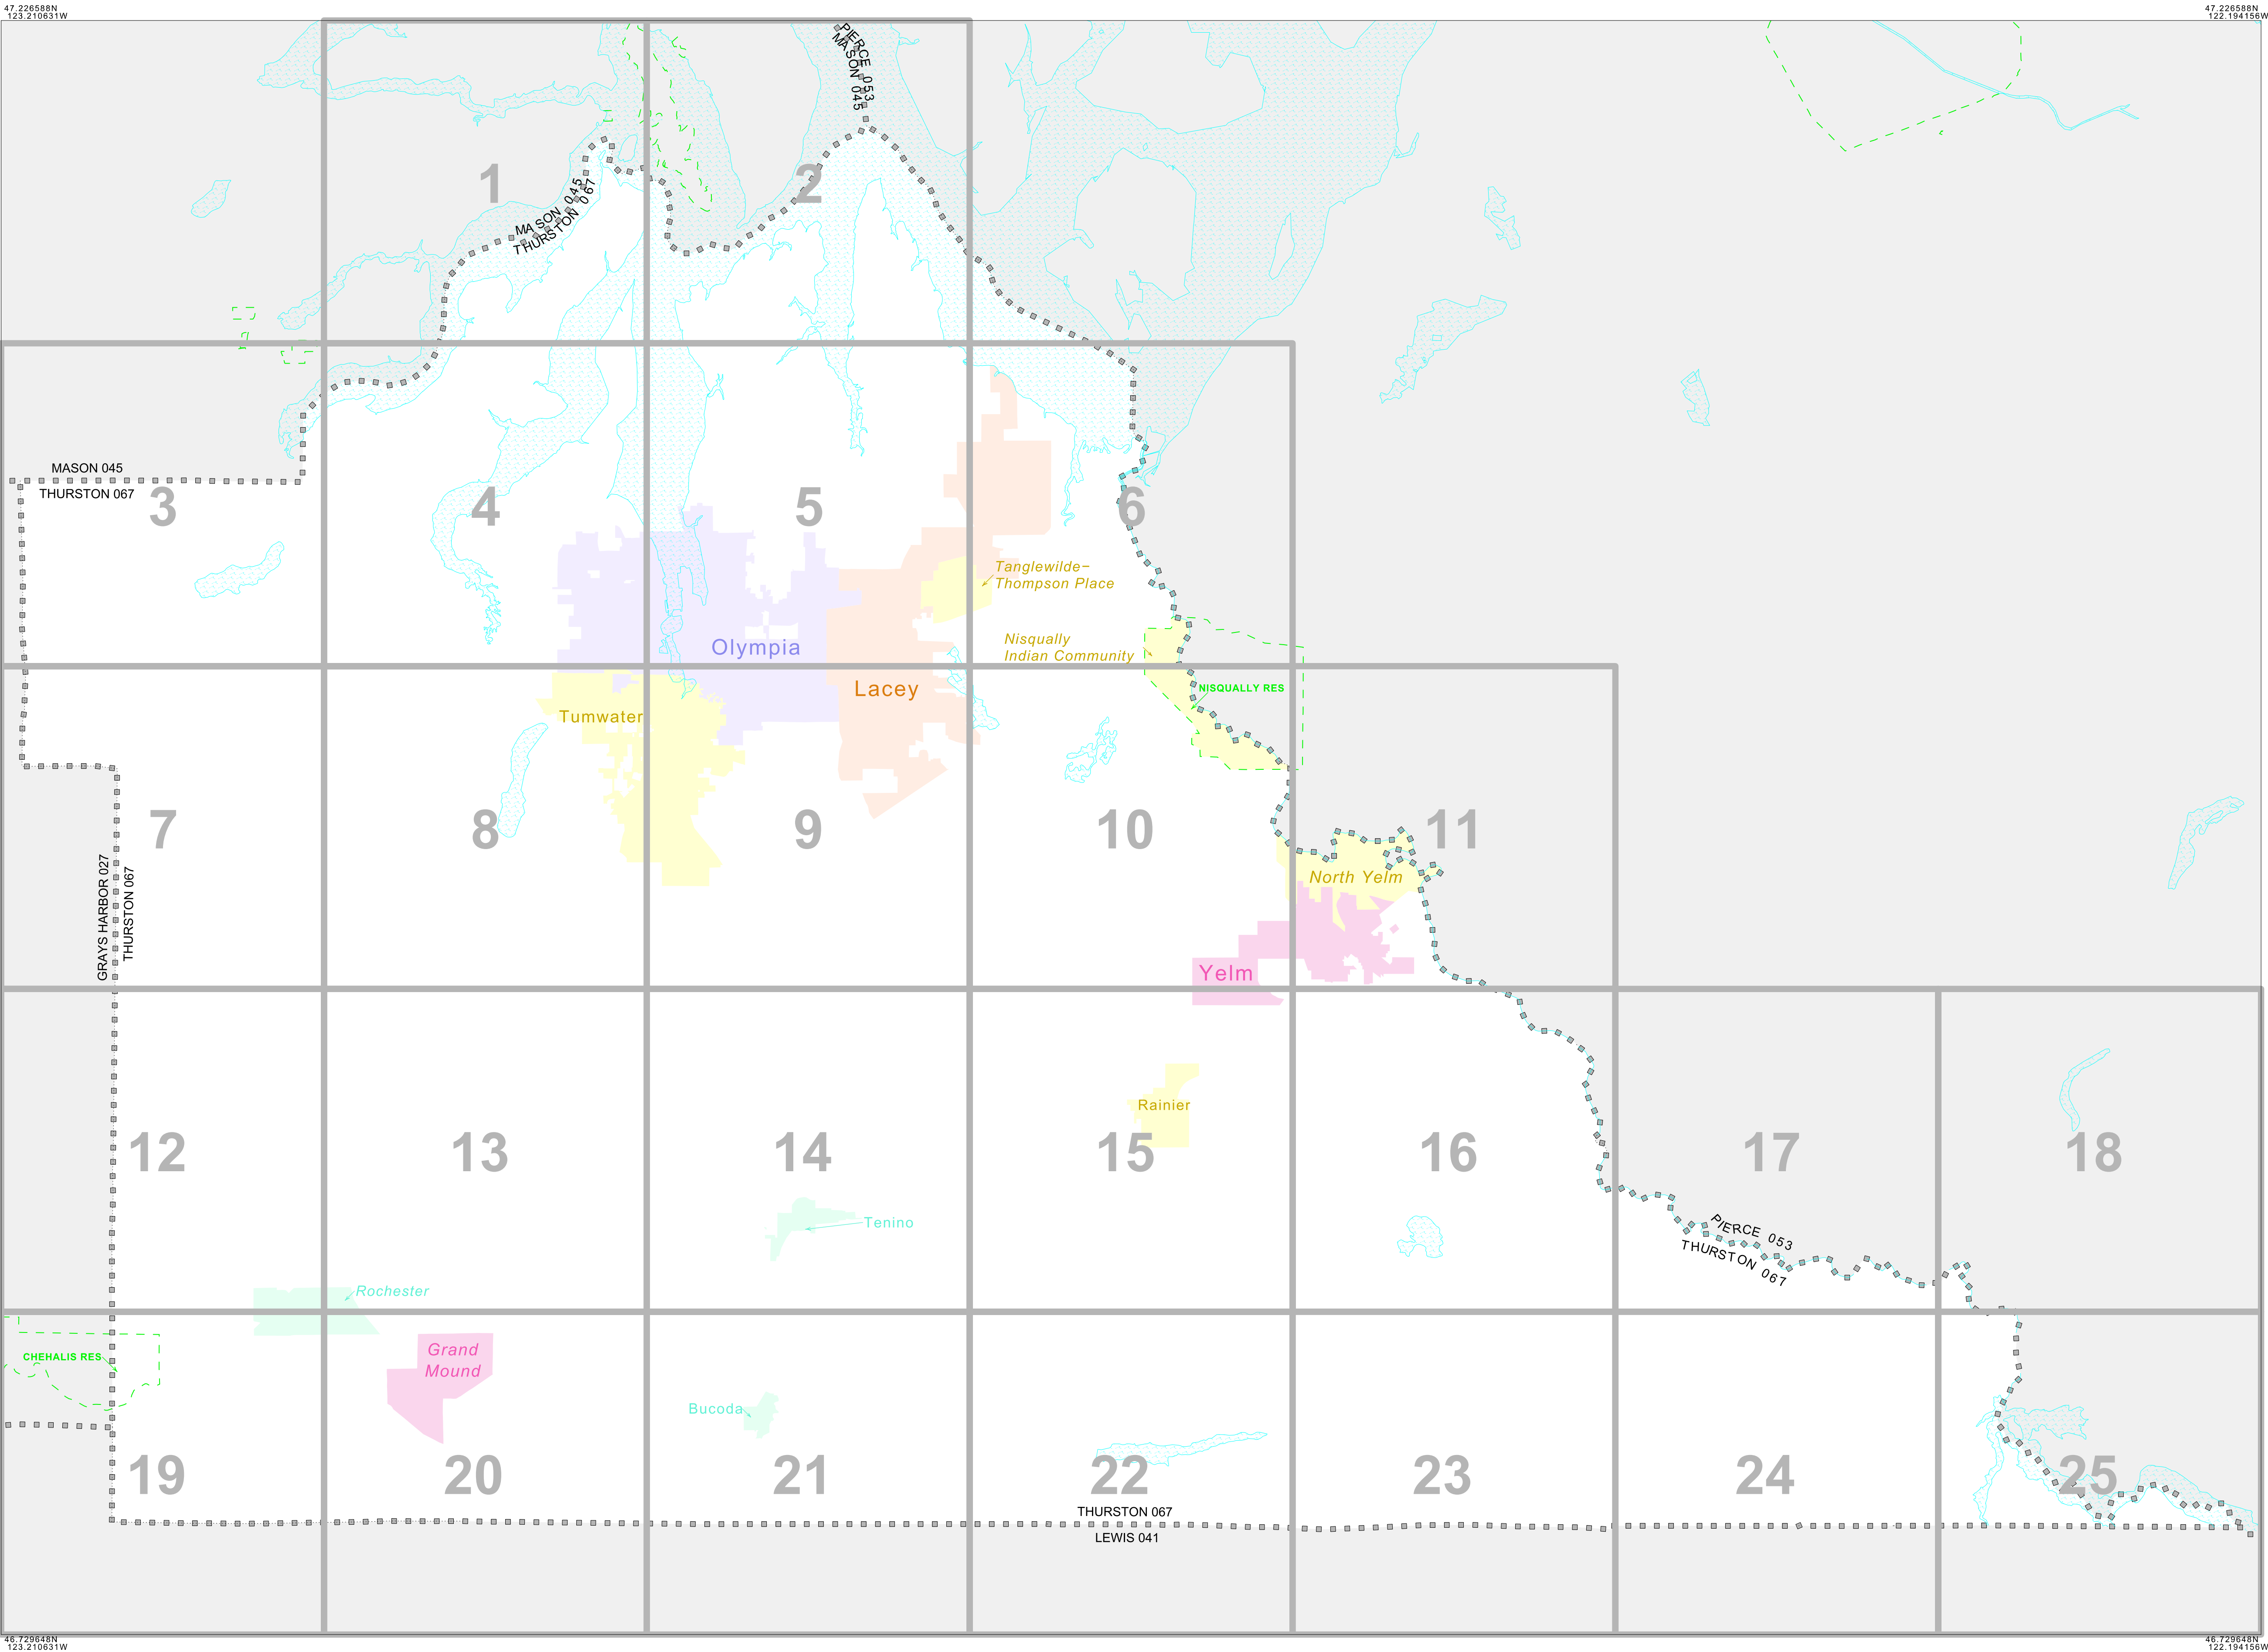 47.226588N
123.210631W
47.226588N
122.194156W
PIERCE 053
MASON 045
1
2
MASON 045
THURSTON 067
MASON 045
THURSTON 067
3
4
5
6
Tanglewilde-
Thompson Place
Nisqually
Indian Community
Olympia
Lacey
NISQUALLY RES
Tumwater
7
8
9
10
11
GRAYS HARBOR 027
THURSTON 067
North Yelm
Yelm
Rainier
12
13
14
15
16
17
18
Tenino
PIERCE 053
THURSTON 067
Rochester
CHEHALIS RES
Grand
Mound
Bucoda
19
20
21
22
23
24
25
THURSTON 067
LEWIS 041
46.729648N
123.210631W
46.729648N
122.194156W